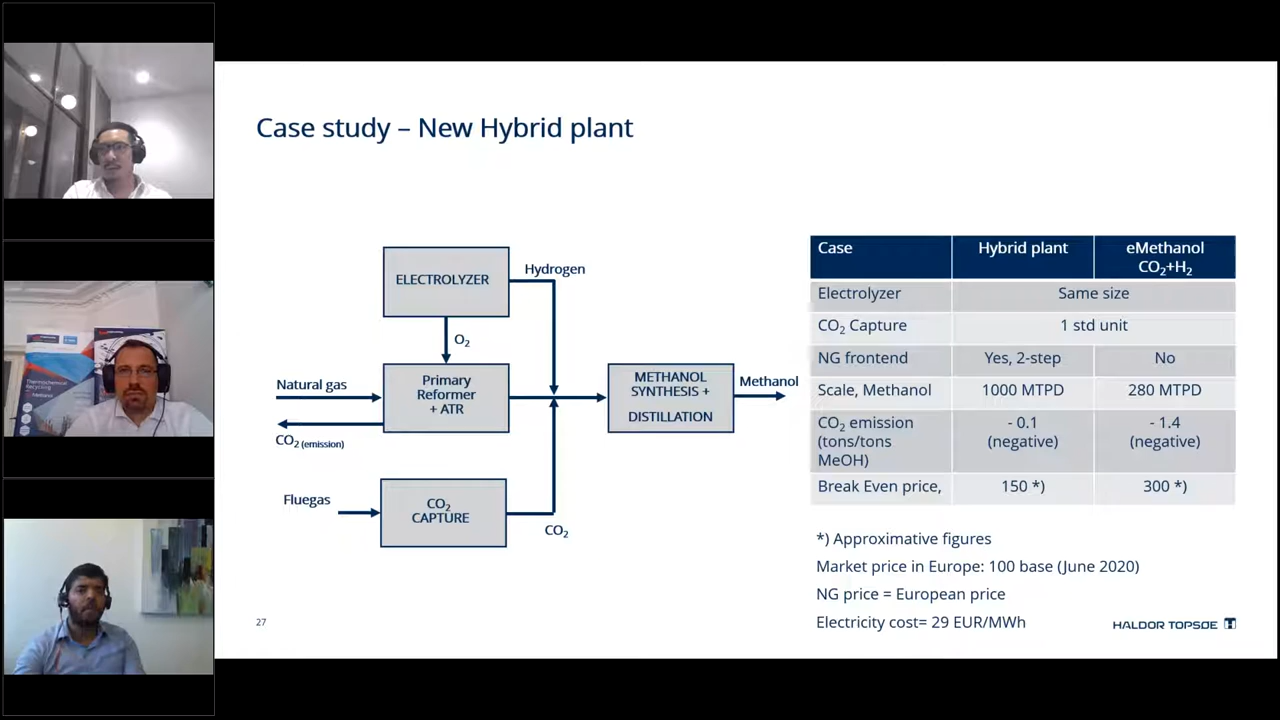 Case study – New Hybrid plant
ELECTROLYZER
Hydrogen
O₂
Natural gas
Primary
Reformer
+ ATR
CO₂ (emission)
METHANOL
SYNTHESIS +
DISTILLATION
Methanol
Fluegas
CO₂
CAPTURE
CO₂
Case Hybrid plant eMethanol
CO₂+H₂
Electrolyzer Same size
CO₂ Capture 1 std unit
NG frontend Yes, 2-step No
Scale, Methanol 1000 MTPD 280 MTPD
CO₂ emission - 0.1 - 1.4
(tons/tons (negative) (negative)
MeOH)
Break Even price, 150 *) 300 *)
*) Approximative figures
Market price in Europe: 100 base (June 2020)
NG price = European price
Electricity cost= 29 EUR/MWh
27
HALDOR TOPSØE